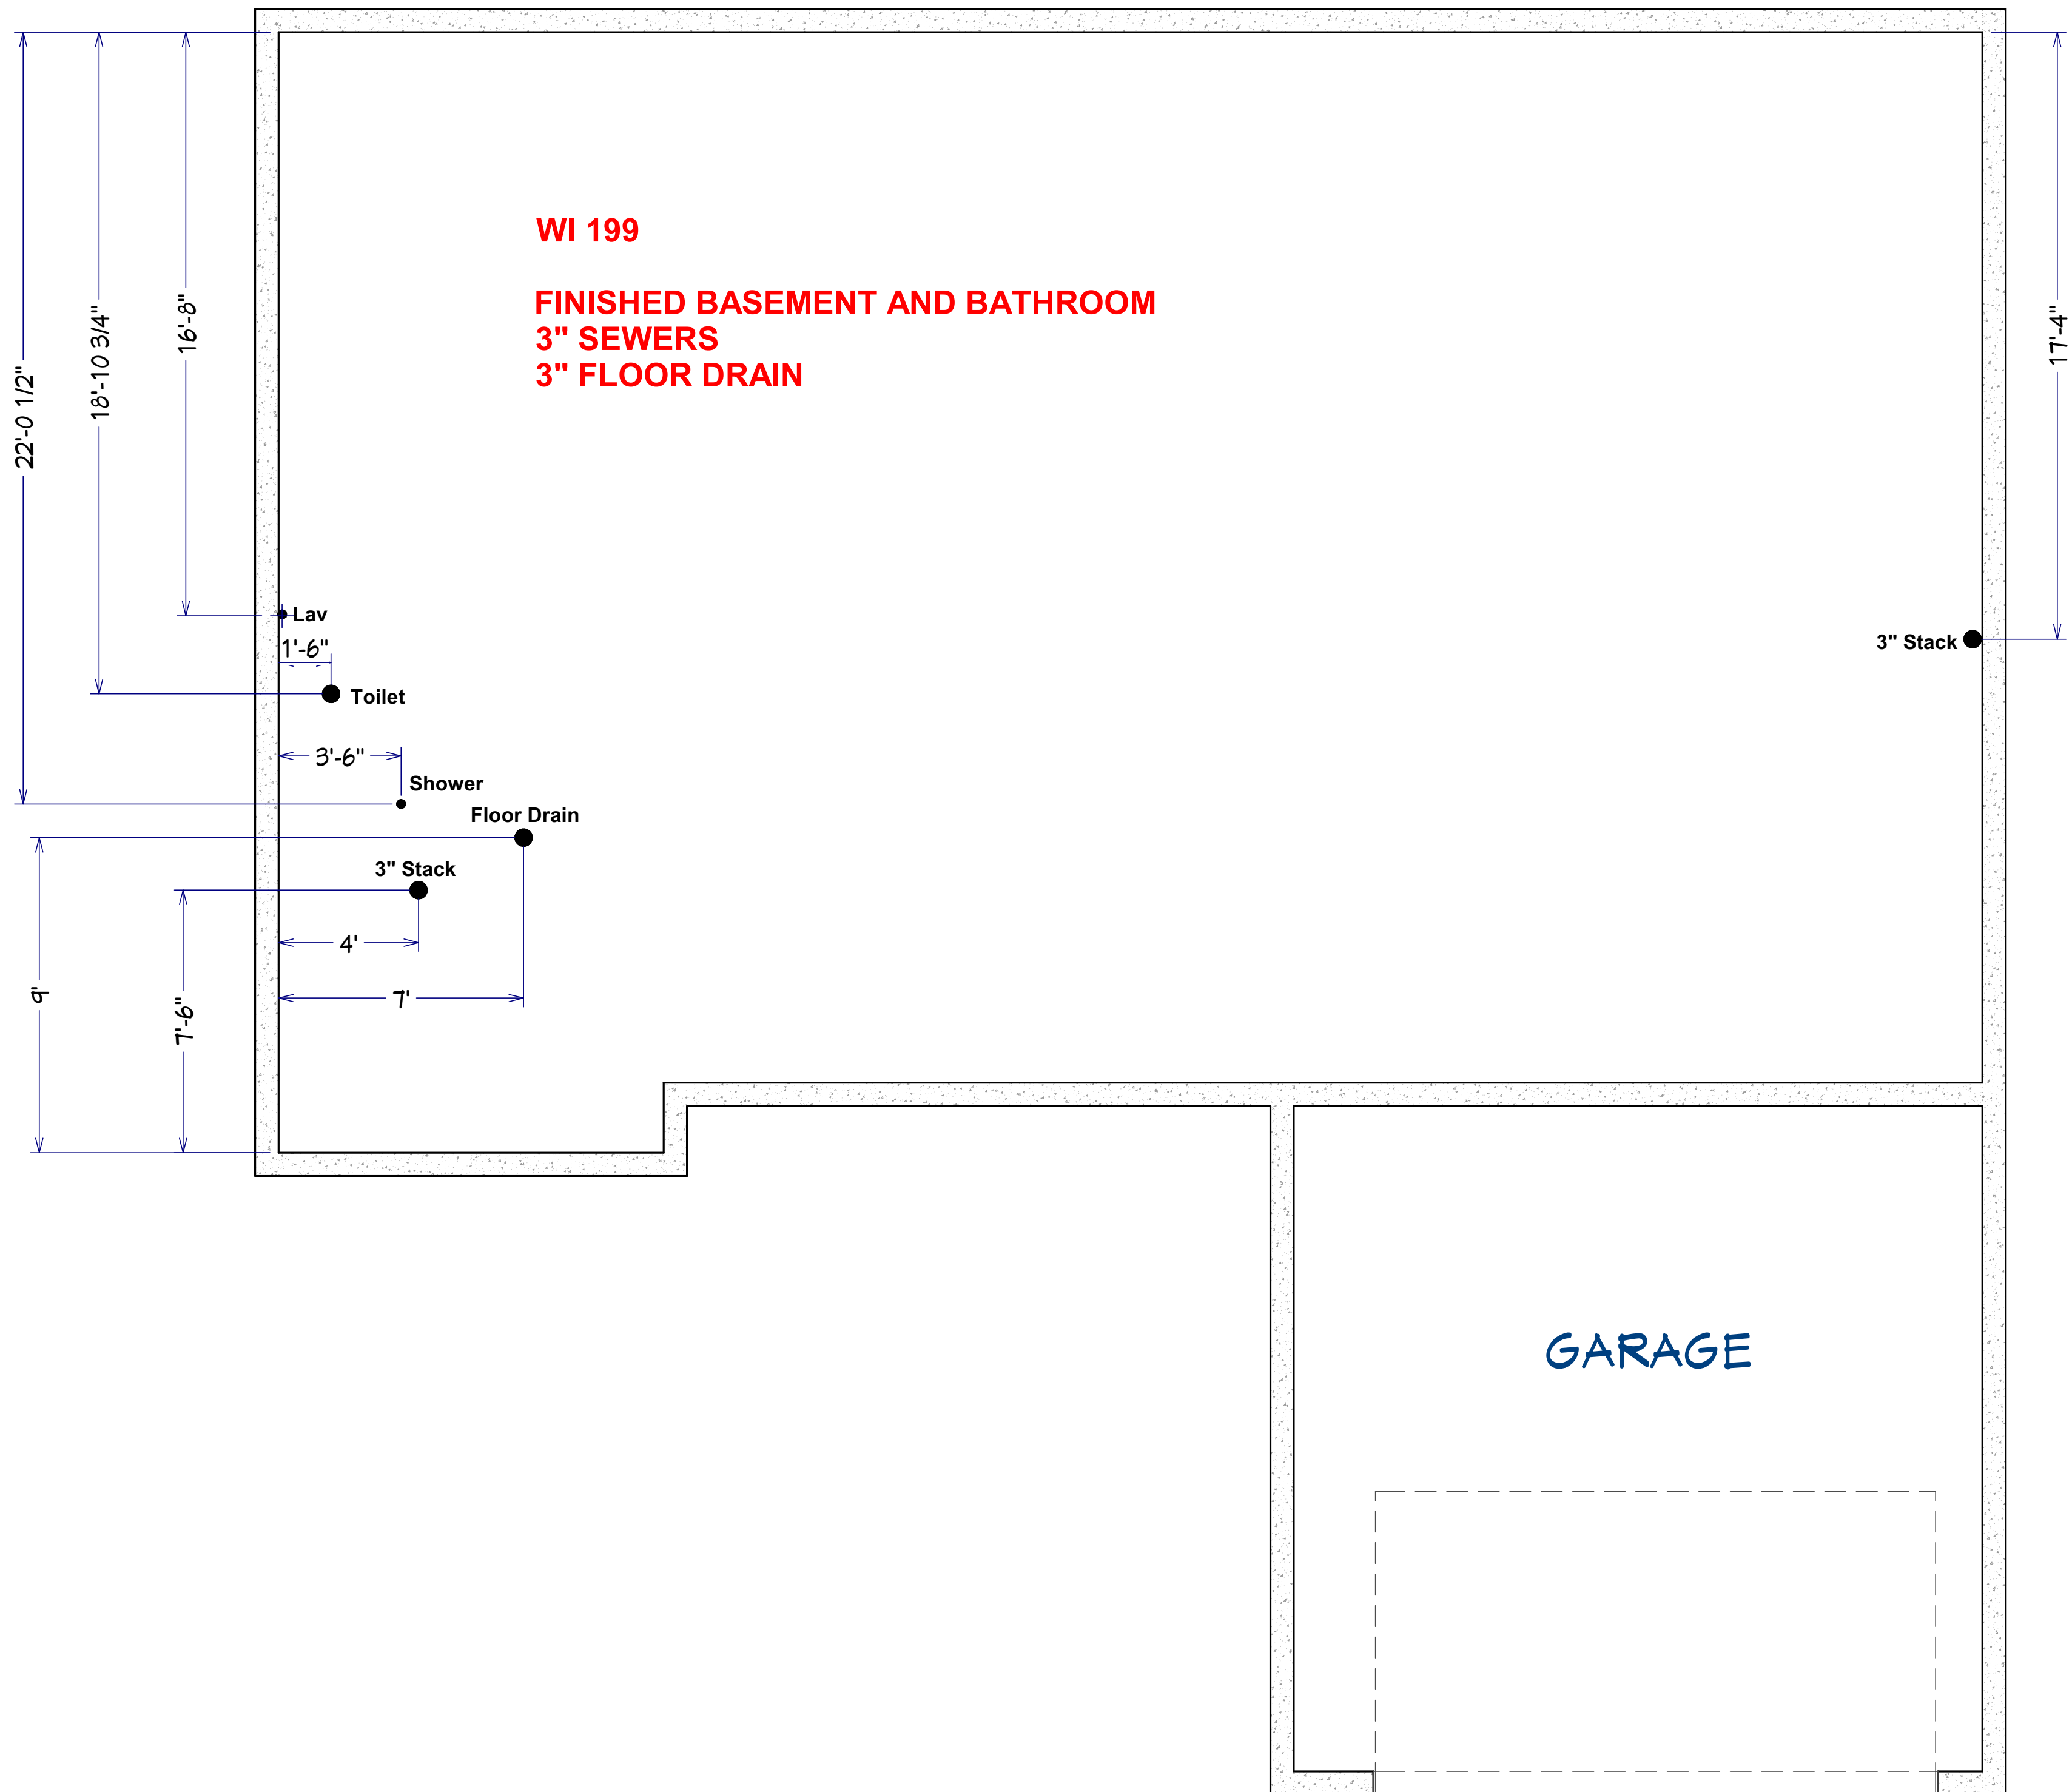 WI 199
FINISHED BASEMENT AND BATHROOM
3" SEWERS
3" FLOOR DRAIN
22'-0 1/2"
18'-10 3/4"
16'-8"
17'-4"
Lav
1'-6"
3" Stack
Toilet
3'-6"
Shower
Floor Drain
3" Stack
4'
7'
9'
7'-6"
GARAGE